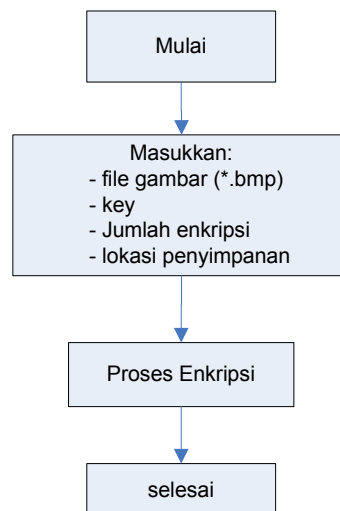 Mulai
Masukkan:
- file gambar (*.bmp)
- key
- Jumlah enkripsi
- lokasi penyimpanan
Proses Enkripsi
selesai